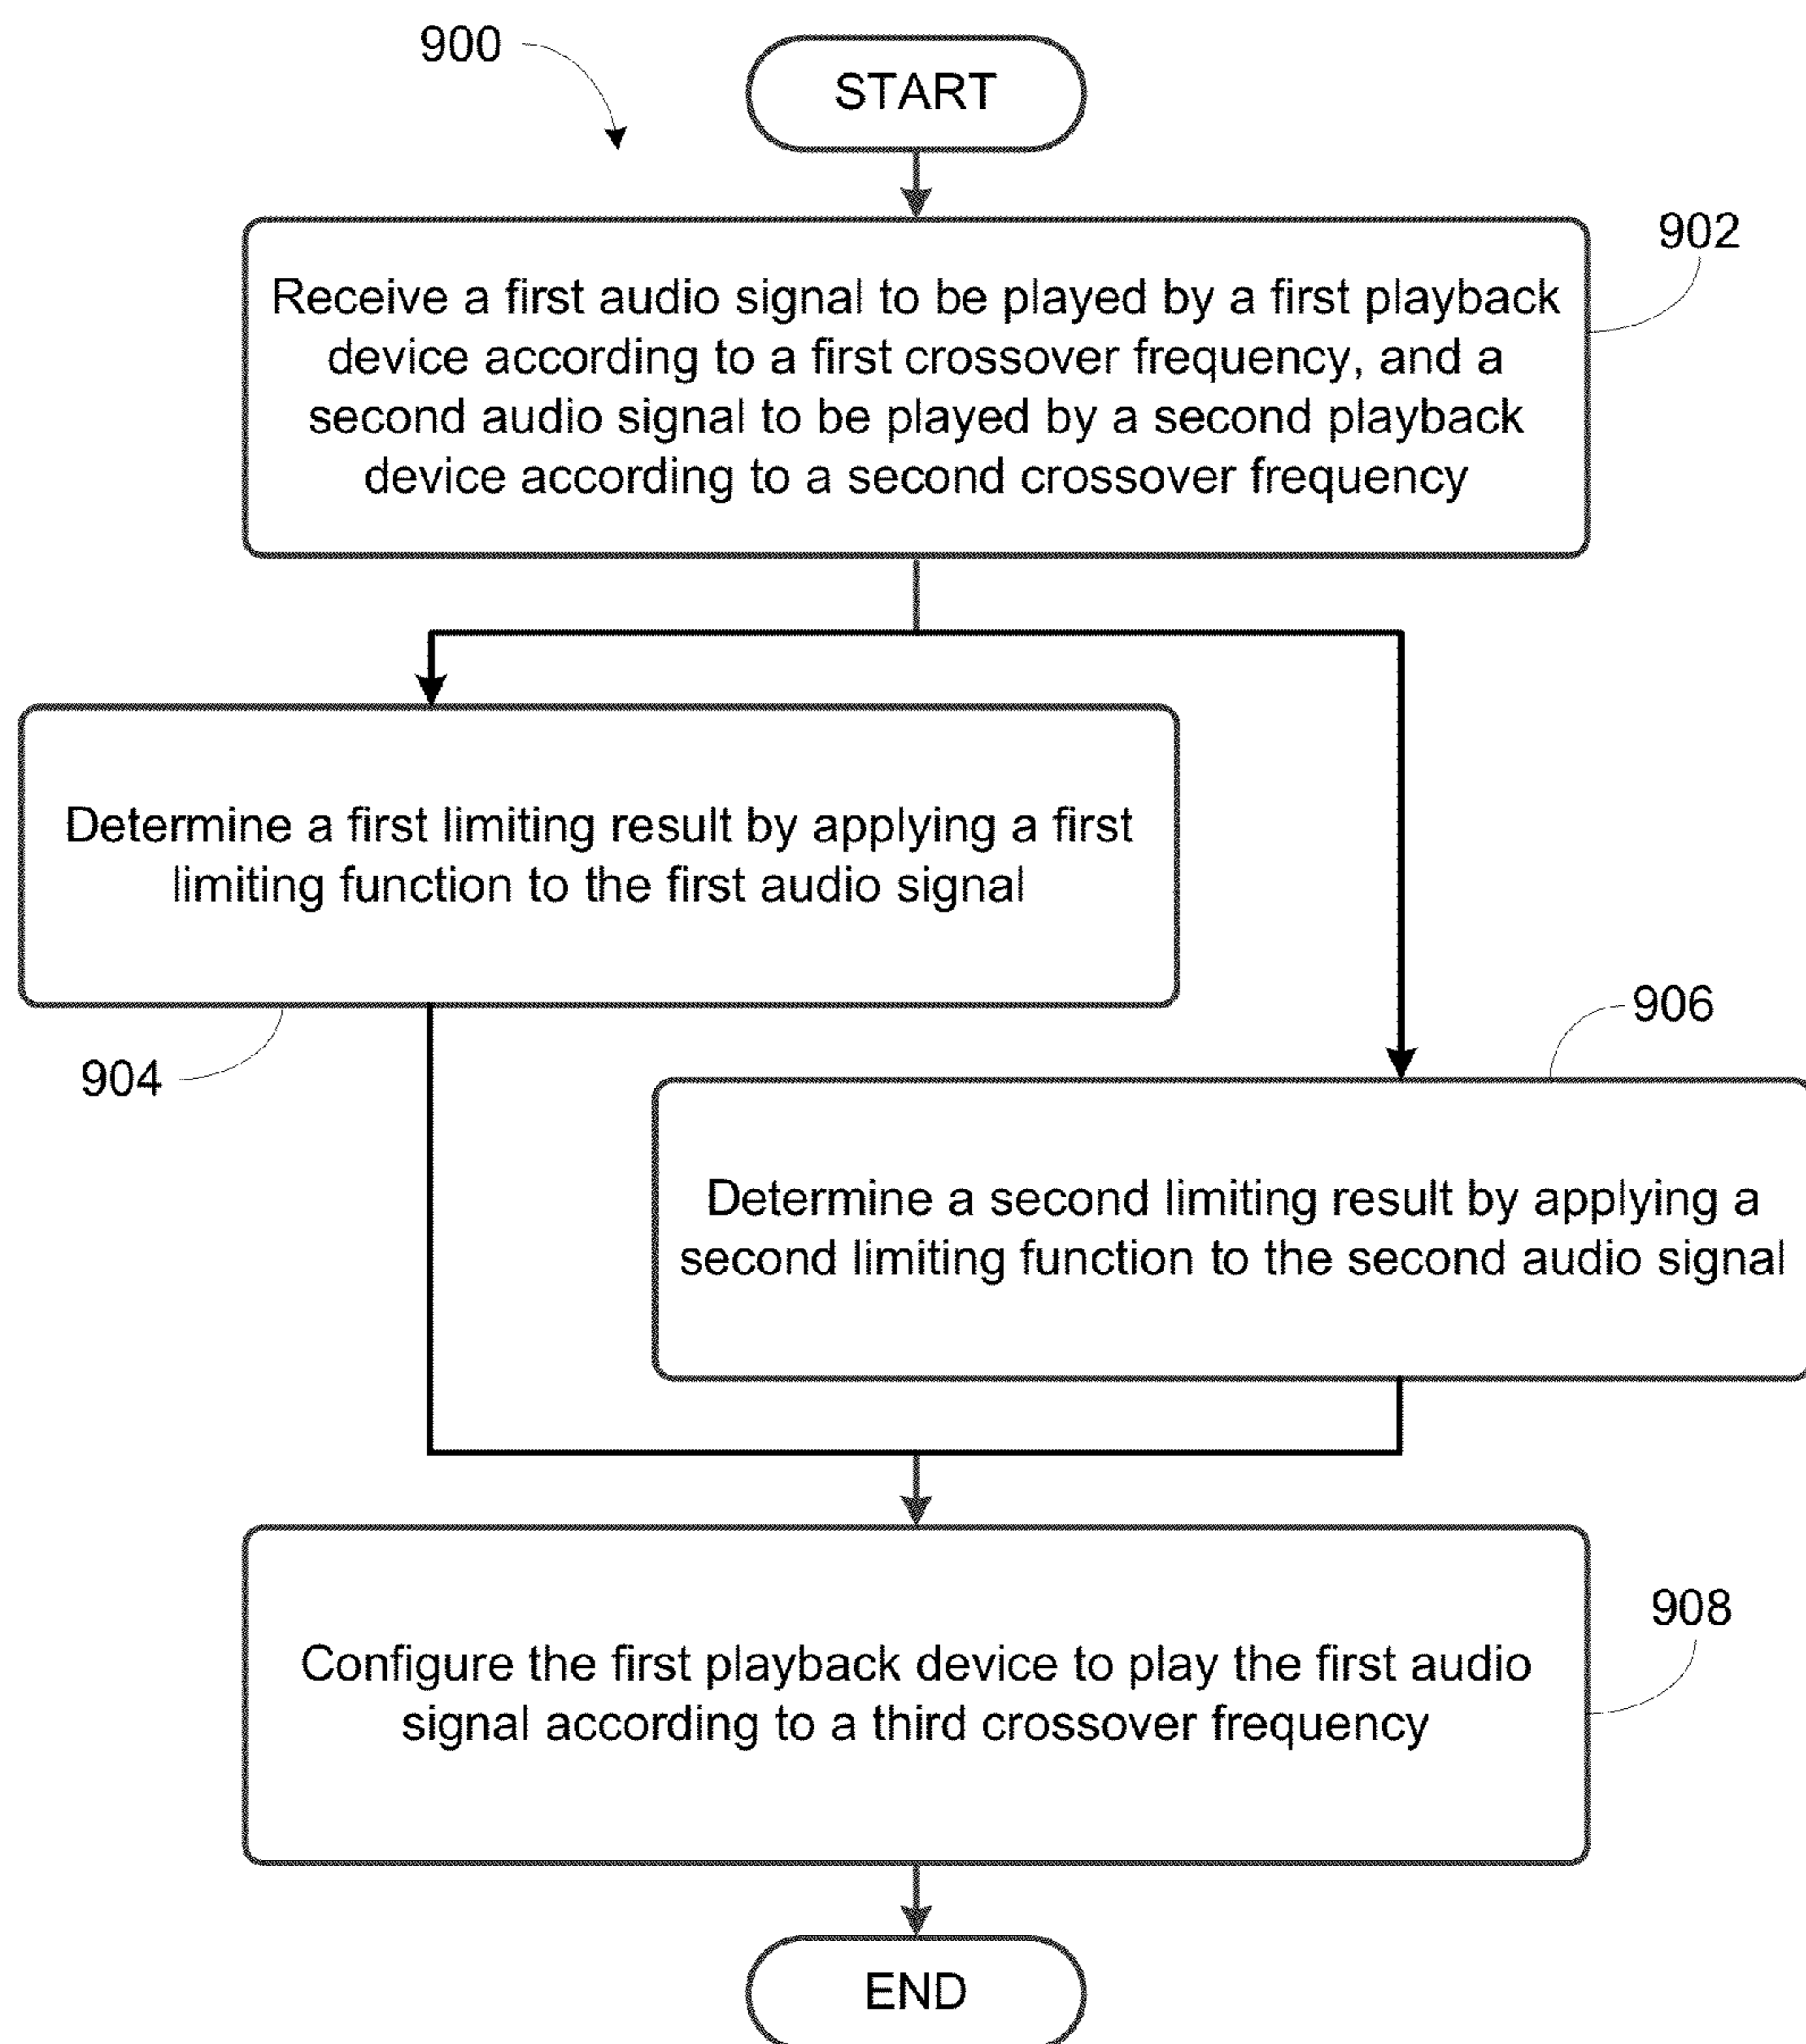 900
START
902
Receive a first audio signal to be played by a first playback
device according to a first crossover frequency, and a
second audio signal to be played by a second playback
device according to a second crossover frequency
Determine a first limiting result by applying a first
limiting function to the first audio signal
904
906
Determine a second limiting result by applying a
second limiting function to the second audio signal
908
Configure the first playback device to play the first audio
signal according to a third crossover frequency
END